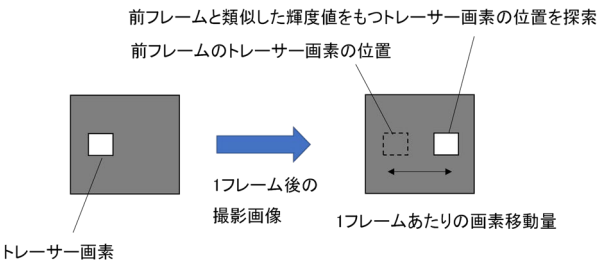 前フレームと類似した輝度値をもつトレーサー画素の位置を探索
前フレームのトレーサー画素の位置
1フレーム後の
撮影画像
1フレームあたりの画素移動量
トレーサー画素